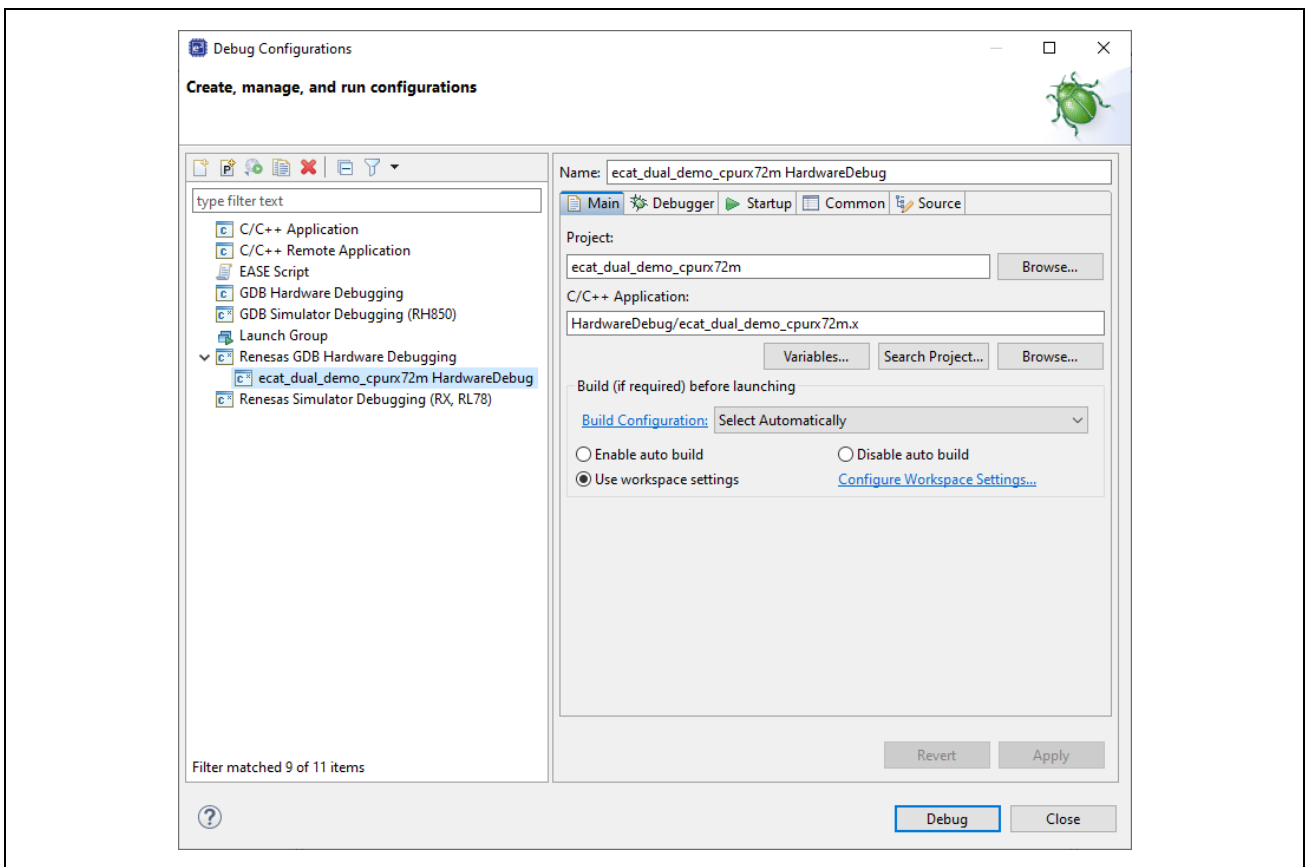 Debug Configurations
Create, manage, and run configurations
type filter text
C/C++ Application
C/C++ Remote Application
EASE Script
GDB Hardware Debugging
GDB Simulator Debugging (RH850)
Launch Group
Renesas GDB Hardware Debugging
ecat_dual_demo_cpurx72m HardwareDebug
Renesas Simulator Debugging (RX, RL78)
Filter matched 9 of 11 items
Name: ecat_dual_demo_cpurx72m HardwareDebug
Main Debugger Startup Common Source
Project:
ecat_dual_demo_cpurx72m Browse...
C/C++ Application:
HardwareDebug/ecat_dual_demo_cpurx72m.x
Variables... Search Project... Browse...
Build (if required) before launching
Build Configuration: Select Automatically
Enable auto build Disable auto build
Use workspace settings Configure Workspace Settings...
Revert Apply
? Debug Close